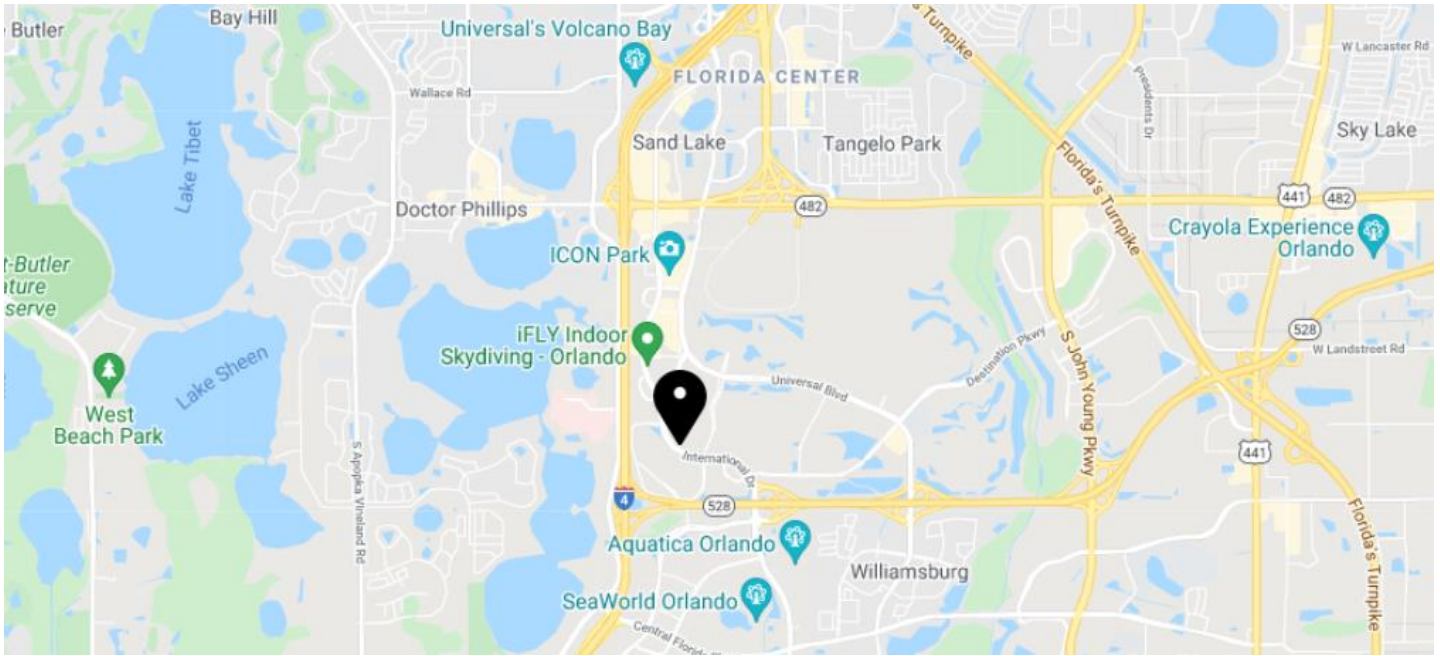 Bay Hill
Butler
Universal's Volcano Bay
Florida's Turnpike
W Lancaster Rd
Wallace Rd
FLORIDA CENTER
Presidents Dr
Lake Tibet
Sand Lake
Tangelo Park
Sky Lake
Florida's Turnpike
Doctor Phillips
482
441
482
ICON Park
Crayola Experience
Orlando
t-Butler
ature
serve
iFLY Indoor
Skydiving - Orlando
528
W Landstreet Rd
Destination Pkwy
S John Young Pkwy
Lake Sheen
Universal Blvd
West
Beach Park
S Apopka Vineland Rd
International Dr
441
4
528
Florida's Turnpike
Aquatica Orlando
Williamsburg
SeaWorld Orlando
Central Florida